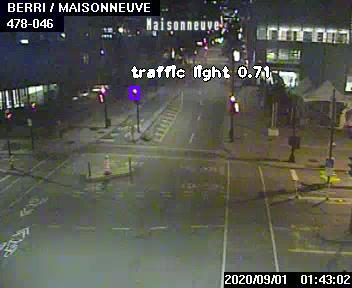 BERRI / MAISONNEUVE
478-046
Maisonneuve
traffic light 0.71
2020/09/01 01:43:02